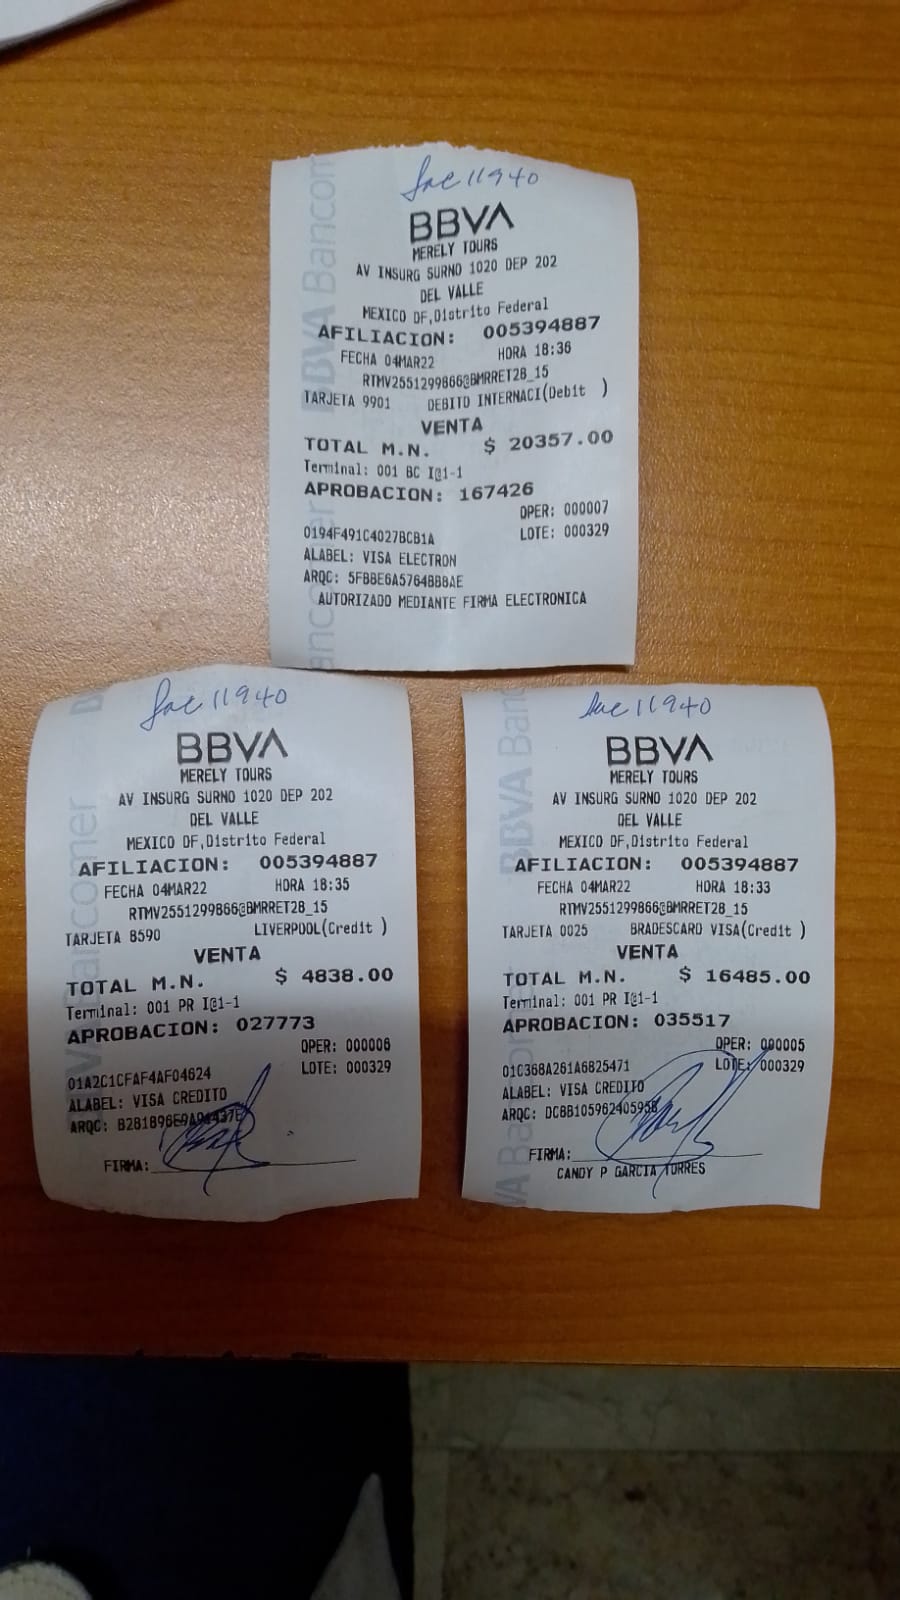 11940
BBVA
MERELY TOURS
AV INSURG SURNO 1020 DEP 202
DEL VALLE
MEXICO DF,Distrito Federal
AFILIACION: 005394887
FECHA 04MAR22 HORA 18:36
RTMV2551299866@BMRRET28_15
TARJETA 9901 DEBITO INTERNACI(Debit )
VENTA
TOTAL M.N. $ 20357.00
Terminal: 001 BC I@1-1
APROBACION: 167426
OPER: 000007
LOTE: 000329
0194F491C4027BCB1A
ALABEL: VISA ELECTRON
ARQC: 5FBBE6A5764BBBAE
AUTORIZADO MEDIANTE FIRMA ELECTRONICA
BBVA Bancomer
11940
BBVA
MERELY TOURS
AV INSURG SURNO 1020 DEP 202
DEL VALLE
MEXICO DF,Distrito Federal
AFILIACION: 005394887
FECHA 04MAR22 HORA 18:35
RTMV2551299866@BMRRET28_15
TARJETA 8590 LIVERPOOL(Credit )
VENTA
TOTAL M.N. $ 4838.00
Terminal: 001 PR I@1-1
APROBACION: 027773
OPER: 000006
LOTE: 000329
01A2C1CFAF4AF04624
ALABEL: VISA CREDITO
ARQC:
FIRMA:
11940
BBVA
MERELY TOURS
AV INSURG SURNO 1020 DEP 202
DEL VALLE
MEXICO DF,Distrito Federal
AFILIACION: 005394887
FECHA 04MAR22 HORA 18:33
RTMV2551299866@BMRRET28_15
TARJETA 0025 BRADESCARD VISA(Credit )
VENTA
TOTAL M.N. $ 16485.00
Terminal: 001 PR I@1-1
APROBACION: 035517
OPER: 000005
LOTE: 000329
01C368A261A6825471
ALABEL: VISA CREDITO
ARQC:
FIRMA:
CANDY P GARCIA TORRES